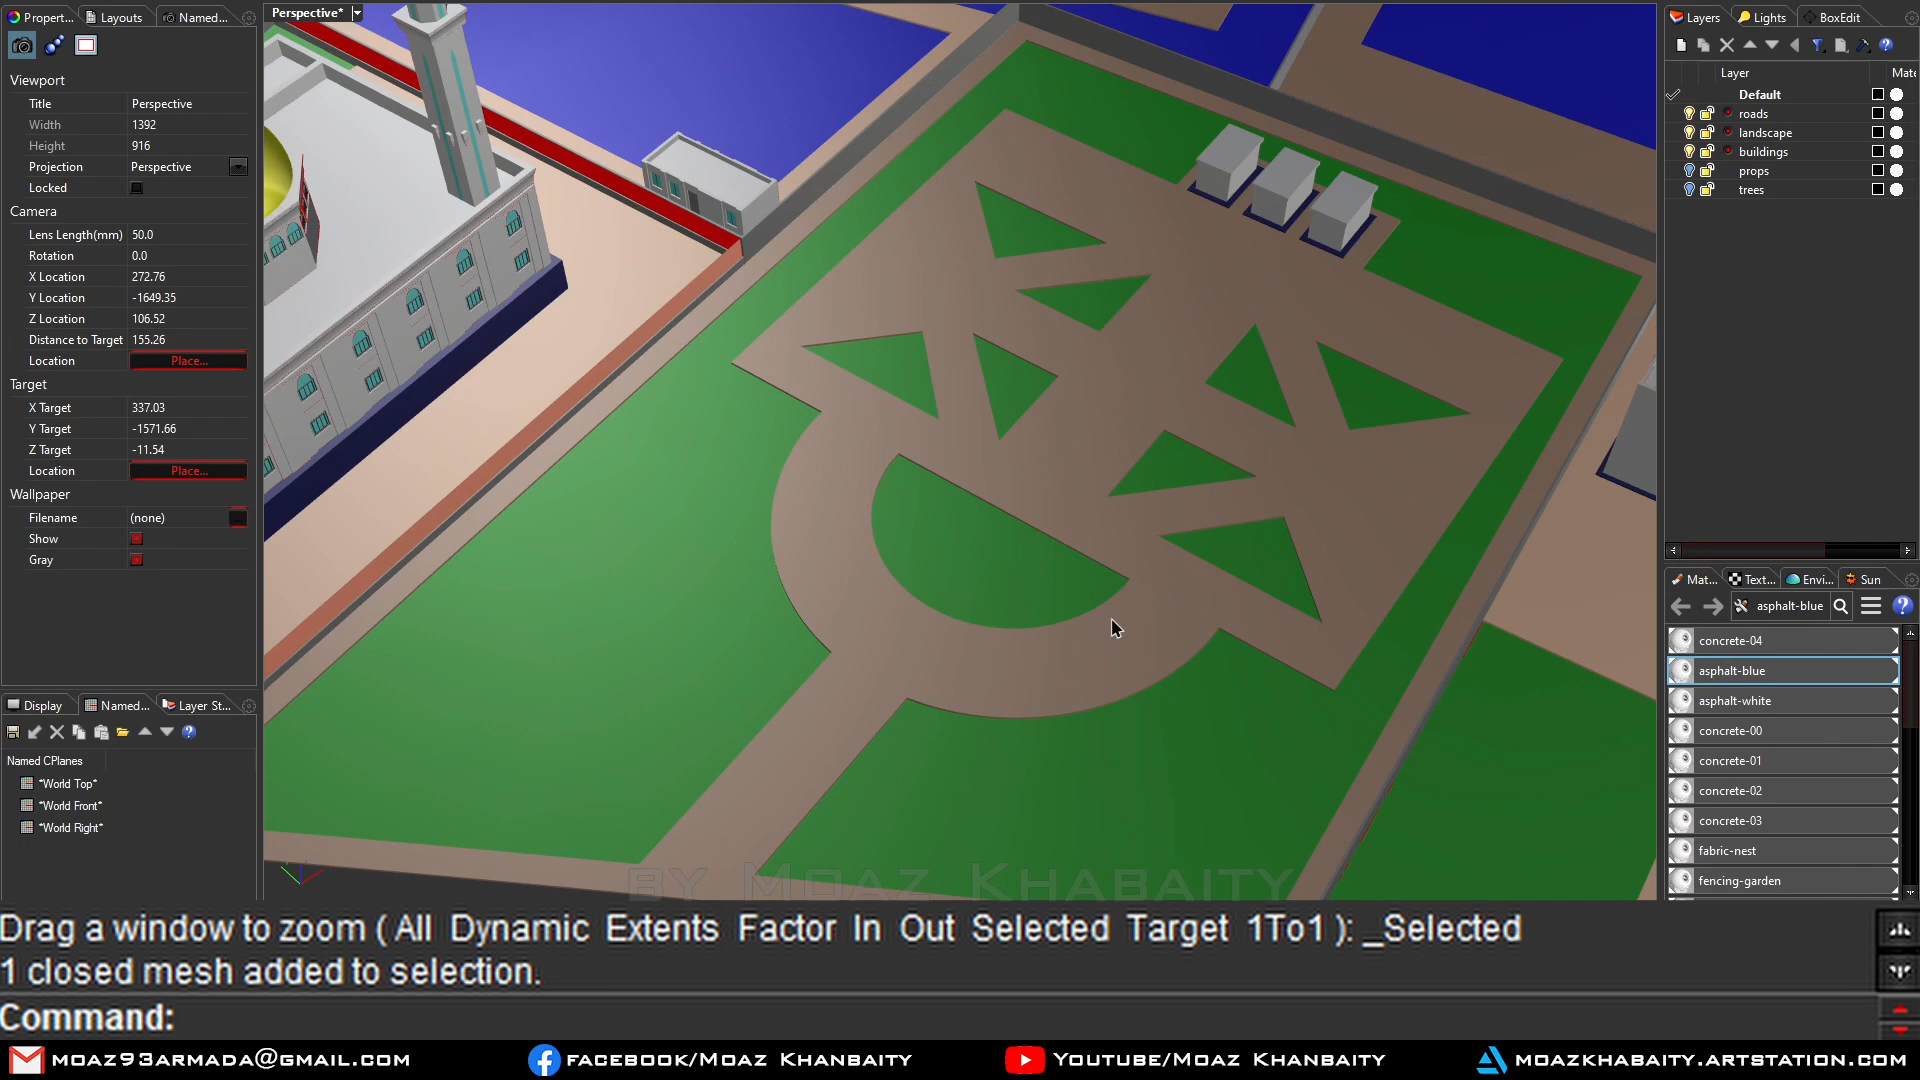 Propert...
Layouts
Named...
Viewport
Title Perspective
Width 1392
Height 916
Projection Perspective
Locked
Camera
Lens Length(mm) 50.0
Rotation 0.0
X Location 272.76
Y Location -1649.35
Z Location 106.52
Distance to Target 155.26
Location Place...
Target
X Target 337.03
Y Target -1571.66
Z Target -11.54
Location Place...
Wallpaper
Filename (none)
Show
Gray
Display
Named...
Layer St...
Named CPlanes
*World Top*
*World Front*
*World Right*
Perspective*
by Moaz Khabaity
Layers
Lights
BoxEdit
Layer Mate
Default
roads
landscape
buildings
props
trees
Mat...
Text...
Envi...
Sun
asphalt-blue
concrete-04
asphalt-blue
asphalt-white
concrete-00
concrete-01
concrete-02
concrete-03
fabric-nest
fencing-garden
Drag a window to zoom ( All Dynamic Extents Factor In Out Selected Target 1To1 ): _Selected
1 closed mesh added to selection.
Command:
moaz93armada@gmail.com
facebook/Moaz Khanbaity
Youtube/Moaz Khanbaity
moazkhabaity.artstation.com